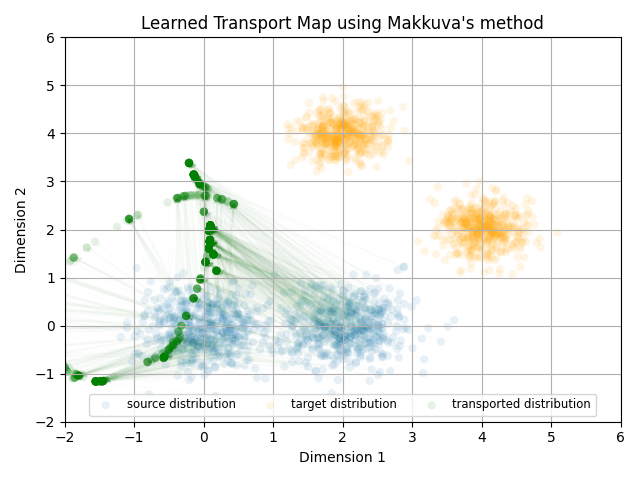 Learned Transport Map using Makkuva's method
6
5
4
3
2
1
0
−1
−2
Dimension 2
source distribution target distribution transported distribution
−2 −1 0 1 2 3 4 5 6
Dimension 1